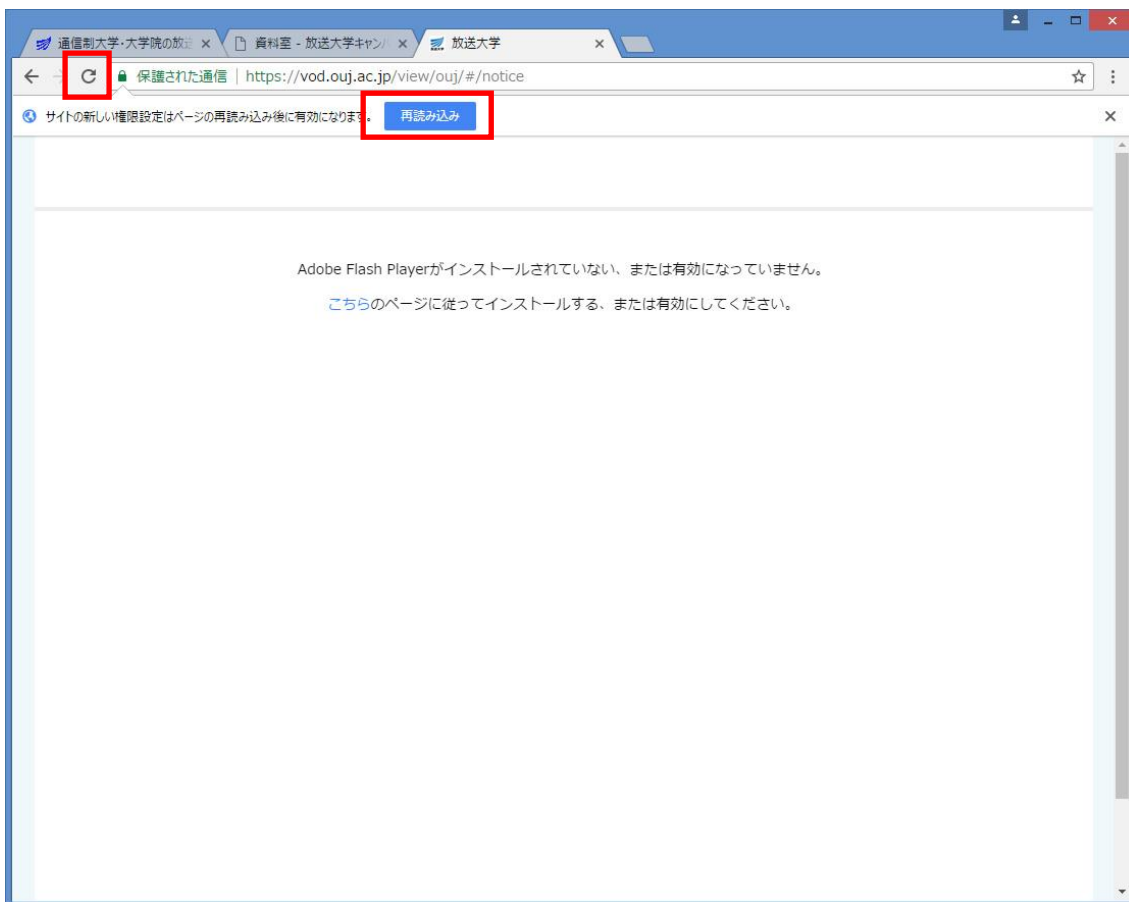 通信制大学・大学院の放送
資料室 - 放送大学キャンパ
放送大学
保護された通信 | https://vod.ouj.ac.jp/view/ouj/#/notice
サイトの新しい権限設定はページの再読み込み後に有効になります。
再読み込み
Adobe Flash Playerがインストールされていない、または有効になっていません。
こちらのページに従ってインストールする、または有効にしてください。